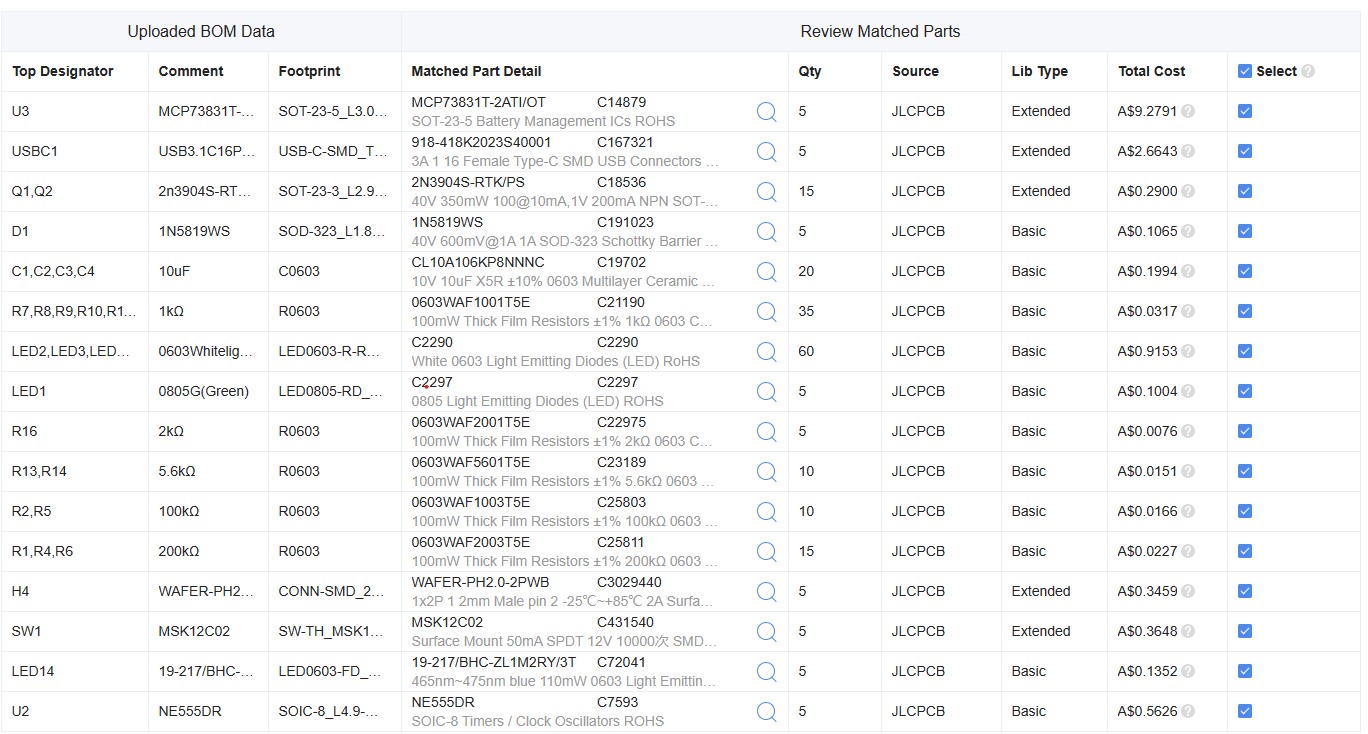 Uploaded BOM Data Review Matched Parts
Top Designator Comment Footprint Matched Part Detail Qty Source Lib Type Total Cost Select ?
U3 MCP73831T-... SOT-23-5_L3.0... MCP73831T-2ATI/OT C14879 5 JLCPCB Extended A$9.2791 ?
SOT-23-5 Battery Management ICs ROHS
USBC1 USB3.1C16P... USB-C-SMD_T... 918-418K2023S40001 C167321 5 JLCPCB Extended A$2.6643 ?
3A 1 16 Female Type-C SMD USB Connectors ...
Q1,Q2 2n3904S-RT... SOT-23-3_L2.9... 2N3904S-RTK/PS C18536 15 JLCPCB Extended A$0.2900 ?
40V 350mW 100@10mA,1V 200mA NPN SOT-...
D1 1N5819WS SOD-323_L1.8... 1N5819WS C191023 5 JLCPCB Basic A$0.1065 ?
40V 600mV@1A 1A SOD-323 Schottky Barrier ...
C1,C2,C3,C4 10uF C0603 CL10A106KP8NNNC C19702 20 JLCPCB Basic A$0.1994 ?
10V 10uF X5R ±10% 0603 Multilayer Ceramic ...
R7,R8,R9,R10,R1... 1kΩ R0603 0603WAF1001T5E C21190 35 JLCPCB Basic A$0.0317 ?
100mW Thick Film Resistors ±1% 1kΩ 0603 C...
LED2,LED3,LED... 0603Whitelig... LED0603-R-R... C2290 C2290 60 JLCPCB Basic A$0.9153 ?
White 0603 Light Emitting Diodes (LED) RoHS
LED1 0805G(Green) LED0805-RD_... C2297 C2297 5 JLCPCB Basic A$0.1004 ?
0805 Light Emitting Diodes (LED) ROHS
R16 2kΩ R0603 0603WAF2001T5E C22975 5 JLCPCB Basic A$0.0076 ?
100mW Thick Film Resistors ±1% 2kΩ 0603 C...
R13,R14 5.6kΩ R0603 0603WAF5601T5E C23189 10 JLCPCB Basic A$0.0151 ?
100mW Thick Film Resistors ±1% 5.6kΩ 0603 ...
R2,R5 100kΩ R0603 0603WAF1003T5E C25803 10 JLCPCB Basic A$0.0166 ?
100mW Thick Film Resistors ±1% 100kΩ 0603 ...
R1,R4,R6 200kΩ R0603 0603WAF2003T5E C25811 15 JLCPCB Basic A$0.0227 ?
100mW Thick Film Resistors ±1% 200kΩ 0603 ...
H4 WAFER-PH2... CONN-SMD_2... WAFER-PH2.0-2PWB C3029440 5 JLCPCB Extended A$0.3459 ?
1x2P 1 2mm Male pin 2 -25℃~+85℃ 2A Surfa...
SW1 MSK12C02 SW-TH_MSK1... MSK12C02 C431540 5 JLCPCB Extended A$0.3648 ?
Surface Mount 50mA SPDT 12V 10000次 SMD...
LED14 19-217/BHC-... LED0603-FD_... 19-217/BHC-ZL1M2RY/3T C72041 5 JLCPCB Basic A$0.1352 ?
465nm~475nm blue 110mW 0603 Light Emittin...
U2 NE555DR SOIC-8_L4.9-... NE555DR C7593 5 JLCPCB Basic A$0.5626 ?
SOIC-8 Timers / Clock Oscillators ROHS